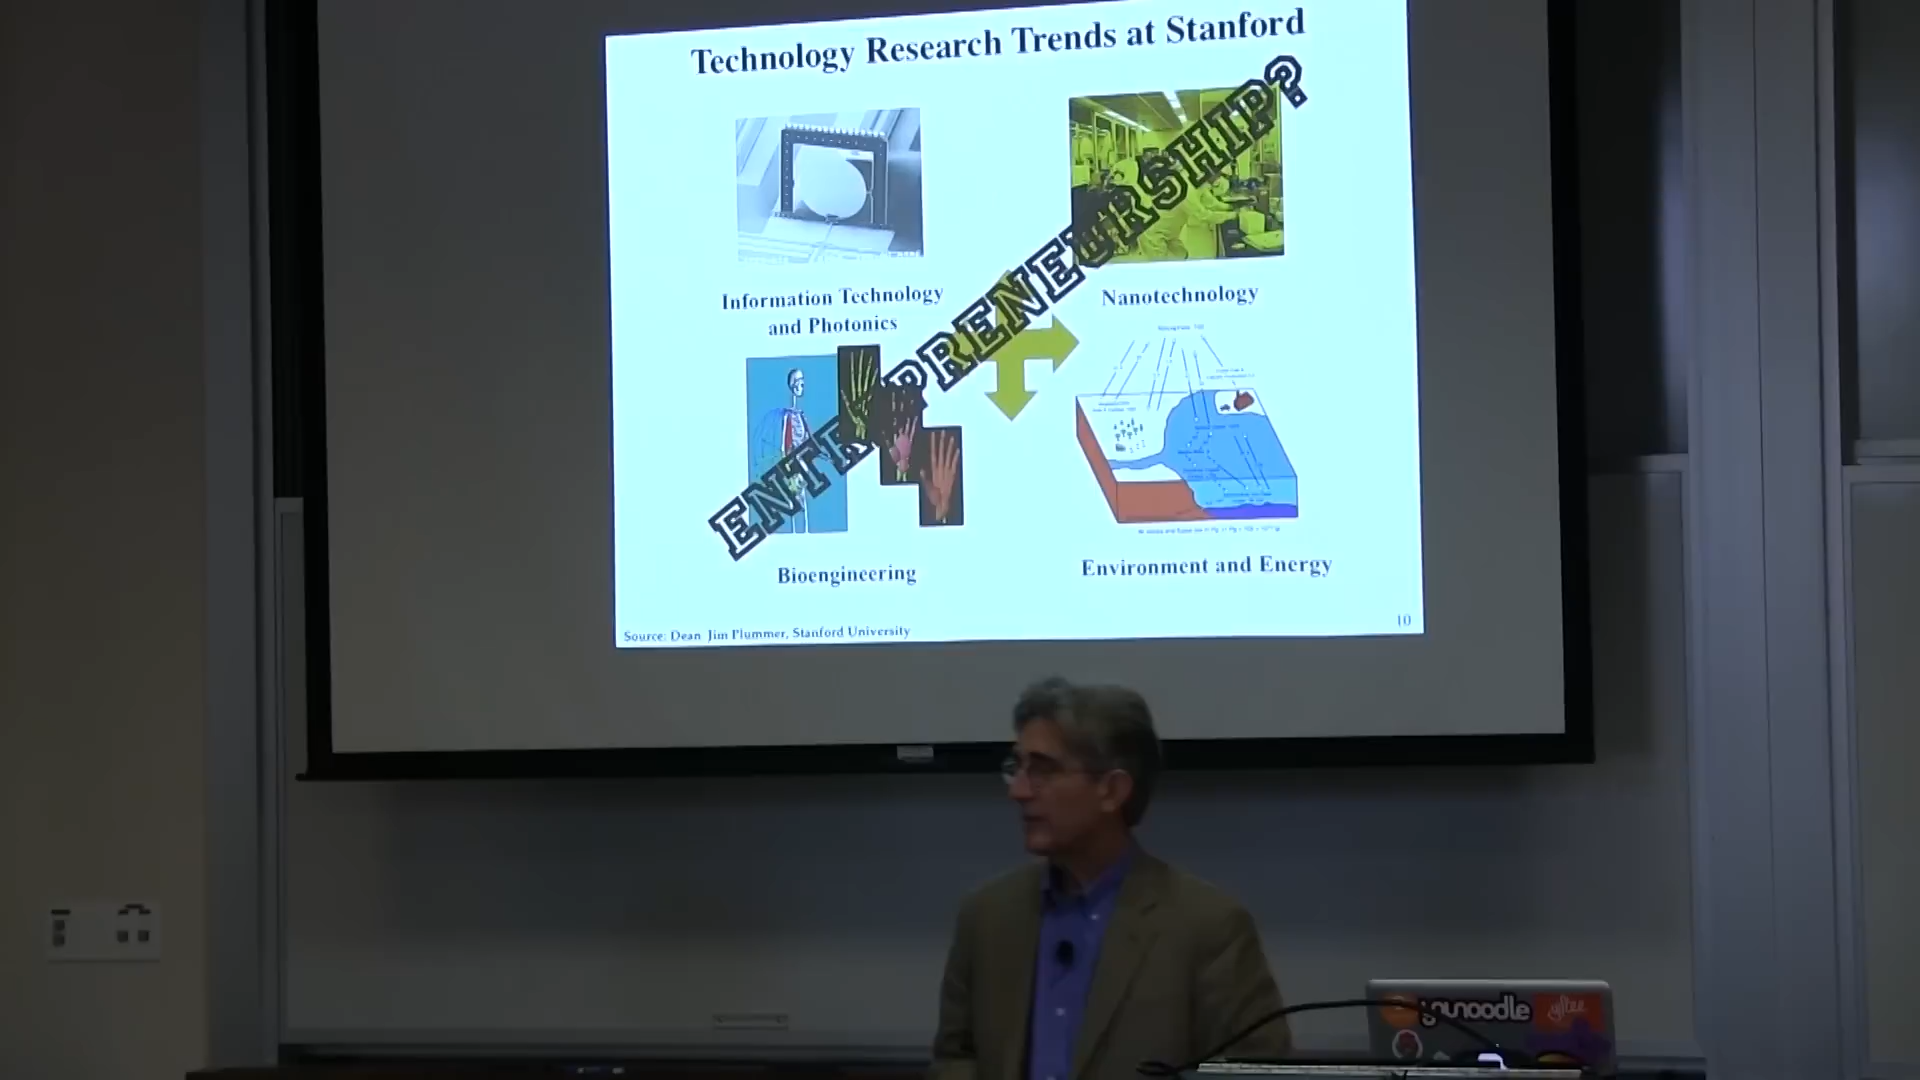 Technology Research Trends at Stanford
ENTREPRENEURSHIP?
Information Technology
and Photonics
Nanotechnology
Bioengineering
Environment and Energy
Source: Dean Jim Plummer, Stanford University
10
younoodle